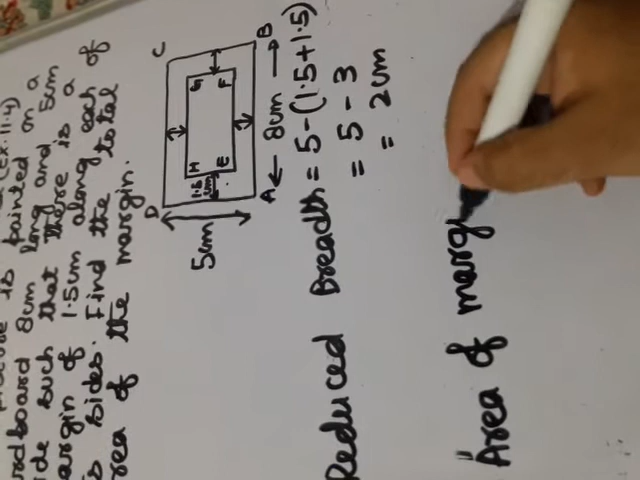 (Ex:11.4)
is painted on a
ardboard 8cm long and 5cm
ide such that there is a
argin of 1.5cm along each of
s sides. Find the total
rea of the margin.
D
C
5cm
H
G
1.5
cm
E
F
A
8cm
B
Reduced Breadth = 5-(1.5+1.5)
= 5-3
= 2cm
Area of marg